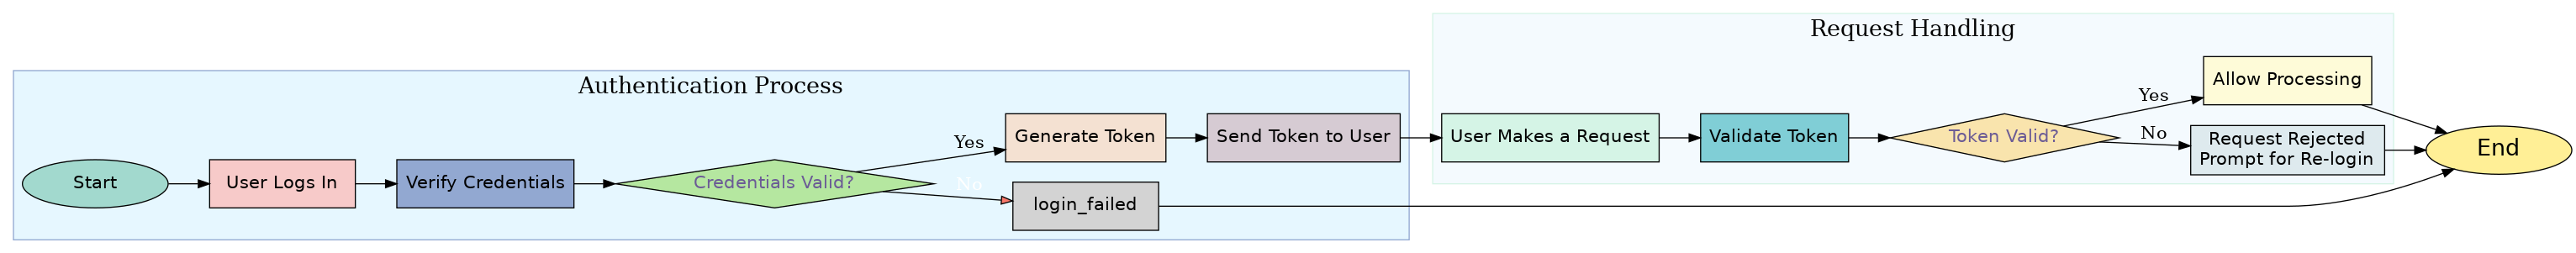 Authentication Process
Start
User Logs In
Verify Credentials
Credentials Valid?
Yes
No
Generate Token
Send Token to User
login_failed
Request Handling
User Makes a Request
Validate Token
Token Valid?
Yes
No
Allow Processing
Request Rejected
Prompt for Re-login
End